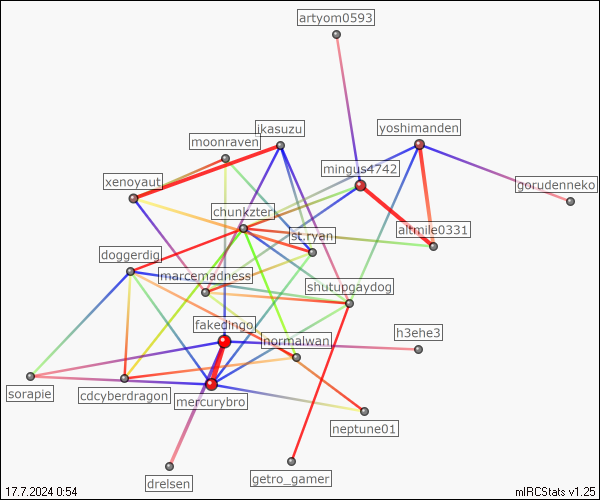 artyom0593
ikasuzu
yoshimanden
moonraven
mingus4742
xenoyaut
gorudenneko
chunkzter
st.ryan
altmile0331
doggerdig
marcemadness
shutupgaydog
fakedingo
normalwan
h3ehe3
sorapie
cdcyberdragon
mercurybro
neptune01
drelsen
getro_gamer
17.7.2024 0:54
mIRCStats v1.25